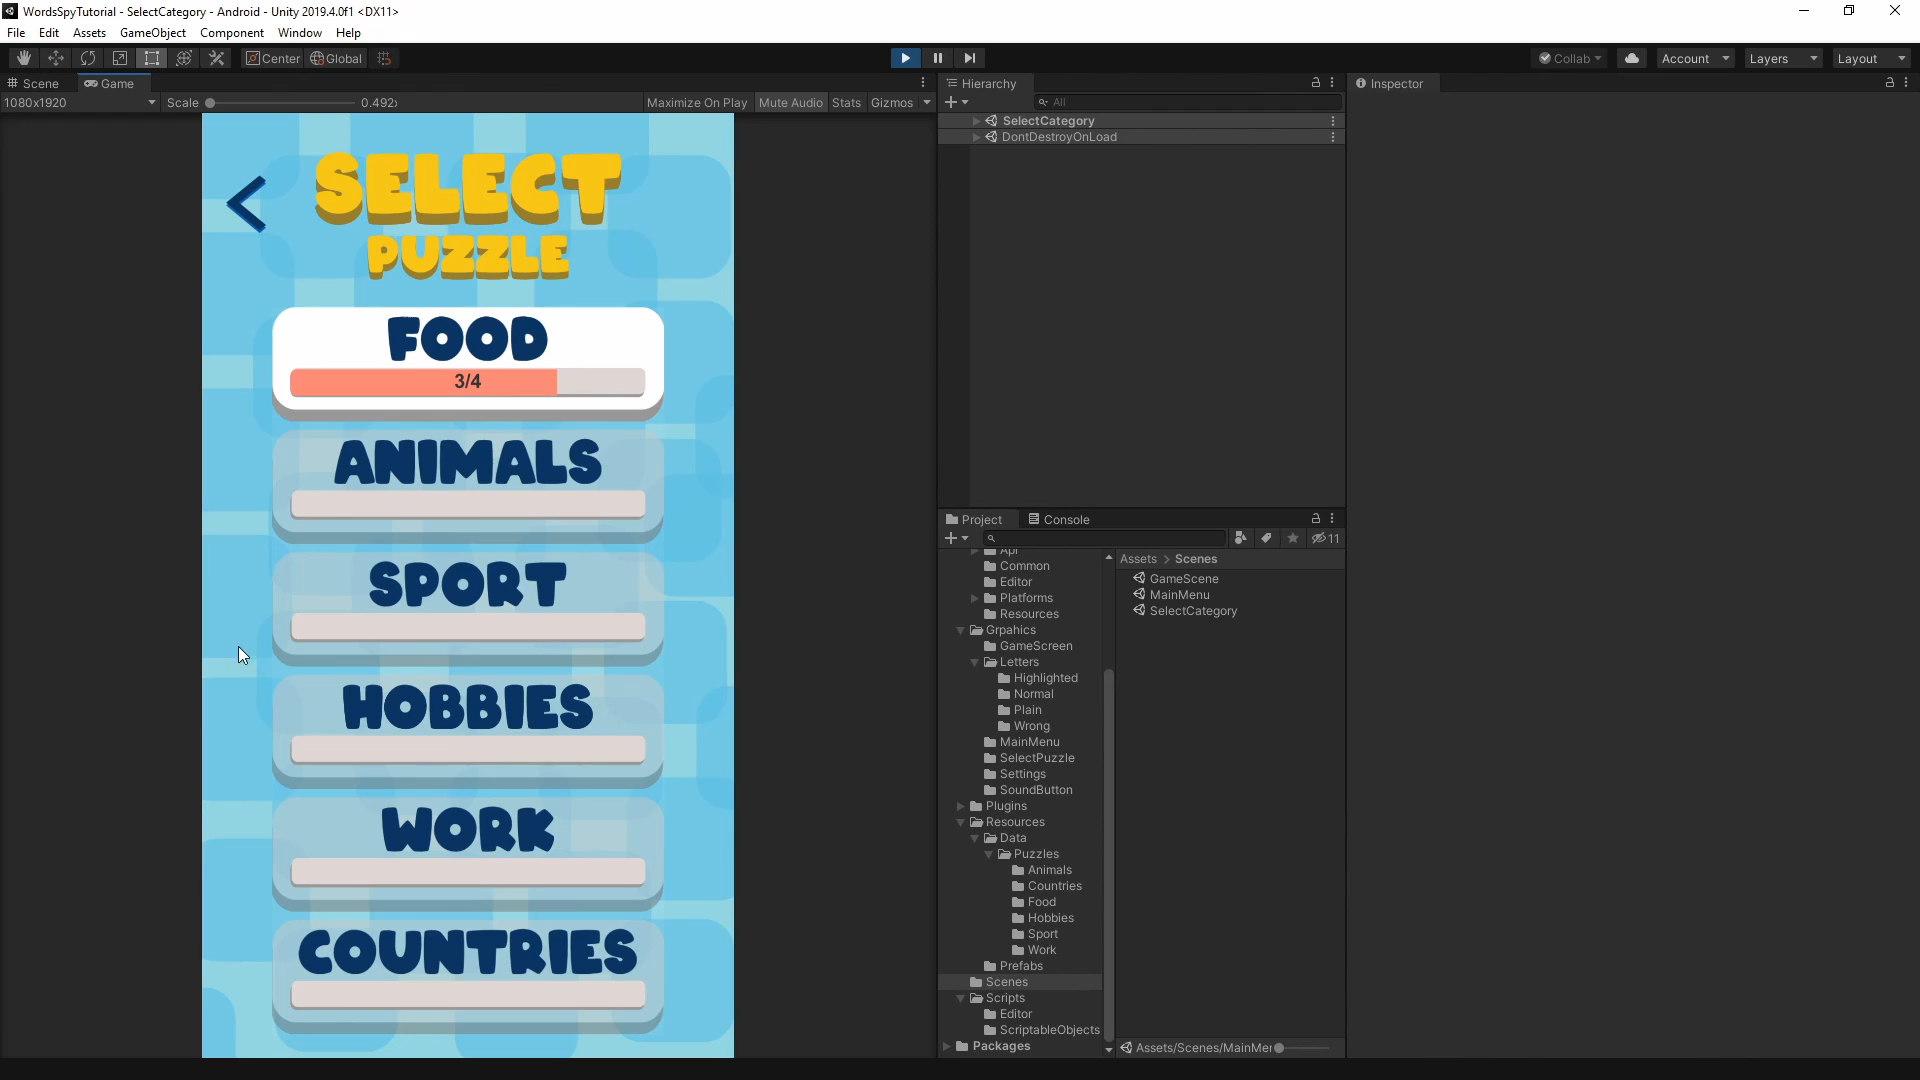 WordsSpyTutorial - SelectCategory - Android - Unity 2019.4.0f1 <DX11>
File Edit Assets GameObject Component Window Help
Center Global Collab Account Layers Layout
Scene Game
1080x1920 Scale 0.492x Maximize On Play Mute Audio Stats Gizmos
SELECT
PUZZLE
FOOD
3/4
ANIMALS
SPORT
HOBBIES
WORK
COUNTRIES
Hierarchy
All
SelectCategory
DontDestroyOnLoad
Inspector
Project Console
11
Api
Common
Editor
Platforms
Resources
Grpahics
GameScreen
Letters
Highlighted
Normal
Plain
Wrong
MainMenu
SelectPuzzle
Settings
SoundButton
Plugins
Resources
Data
Puzzles
Animals
Countries
Food
Hobbies
Sport
Work
Prefabs
Scenes
Scripts
Editor
ScriptableObjects
Packages
Assets > Scenes
GameScene
MainMenu
SelectCategory
Assets/Scenes/MainMer